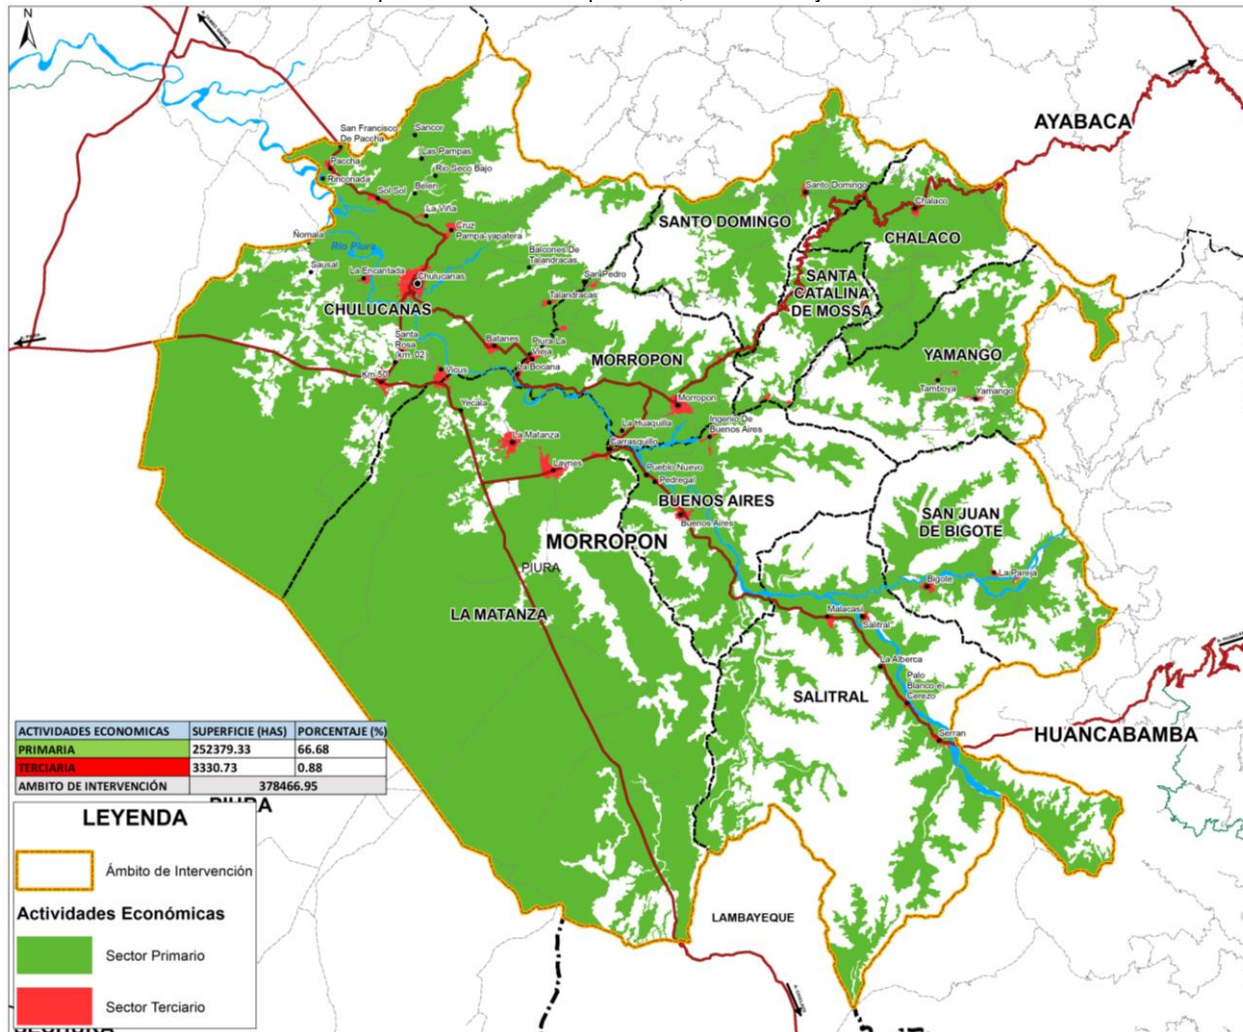 N
AYABACA
San Francisco
De Paccha
Sancor
Las Pampas
Paccha
Rio Seco Bajo
Rinconada
Sol Sol
Belen
La Viña
Santo Domingo
Chalaco
SANTO DOMINGO
CHALACO
Cruz
Pampa-yapatera
Ñomala
Rio Piura
Balcones De
Talandracas
Sausal
La Encantada
Chulucanas
San Pedro
SANTA
CATALINA
DE MOSSA
CHULUCANAS
Talandracas
Santa
Rosa
(km. 02)
Batanes
Piura La
Vieja
MORROPON
YAMANGO
La Bocana
Km.50
Vicus
Tamboya
Yamango
Yecala
Morropon
La Huaquilla
Ingenio De
Buenos Aires
La Matanza
Carrasquillo
Laynes
Pueblo Nuevo
Pedregal
BUENOS AIRES
Buenos Aires
SAN JUAN
DE BIGOTE
MORROPON
PIURA
La Pareja
Bigote
LA MATANZA
Malacasi
Salitral
La Alberca
Palo
Blanco el
Cerezo
SALITRAL
Serran
HUANCABAMBA
ACTIVIDADES ECONOMICAS SUPERFICIE (HAS) PORCENTAJE (%)
PRIMARIA 252379.33 66.68
TERCIARIA 3330.73 0.88
AMBITO DE INTERVENCIÓN 378466.95
PIURA
LEYENDA
Ámbito de Intervención
Actividades Económicas
Sector Primario
Sector Terciario
LAMBAYEQUE